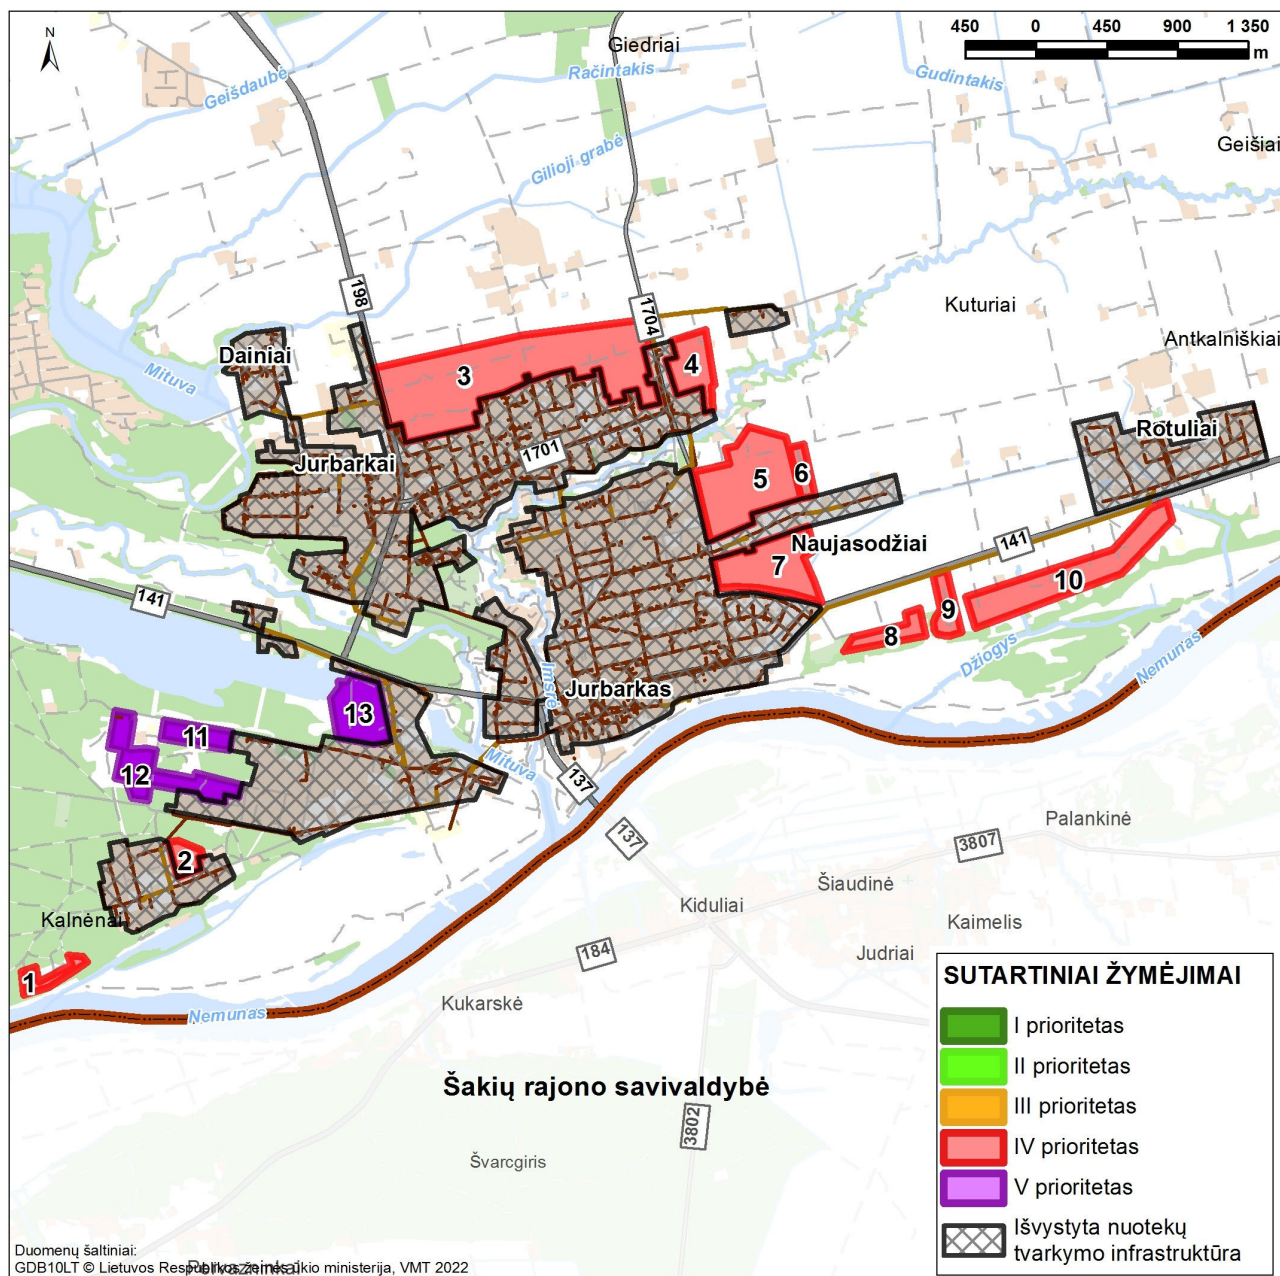 N
450 0 450 900 1 350
m
Giedriai
Račintakis
Gudintakis
Geišdaubė
Gilioji grabė
Geišiai
198
1704
Kuturiai
Antkalniškiai
Dainiai
Mituva
3
4
Rotuliai
1701
Jurbarkai
5
6
141
Naujasodžiai
7
10
141
9
8
Džiogys
Nemunas
Imsrė
Jurbarkas
13
11
12
Mituva
137
137
Palankinė
3807
2
Šiaudinė
Kiduliai
Kaimelis
Kalnėnai
Judriai
184
1
Kukarskė
Nemunas
Šakių rajono savivaldybė
3802
Švarcgiris
SUTARTINIAI ŽYMĖJIMAI
I prioritetas
II prioritetas
III prioritetas
IV prioritetas
V prioritetas
Išvystyta nuotekų
tvarkymo infrastruktūra
Duomenų šaltiniai:
GDB10LT © Lietuvos Respublikos žemės ūkio ministerija, VMT 2022